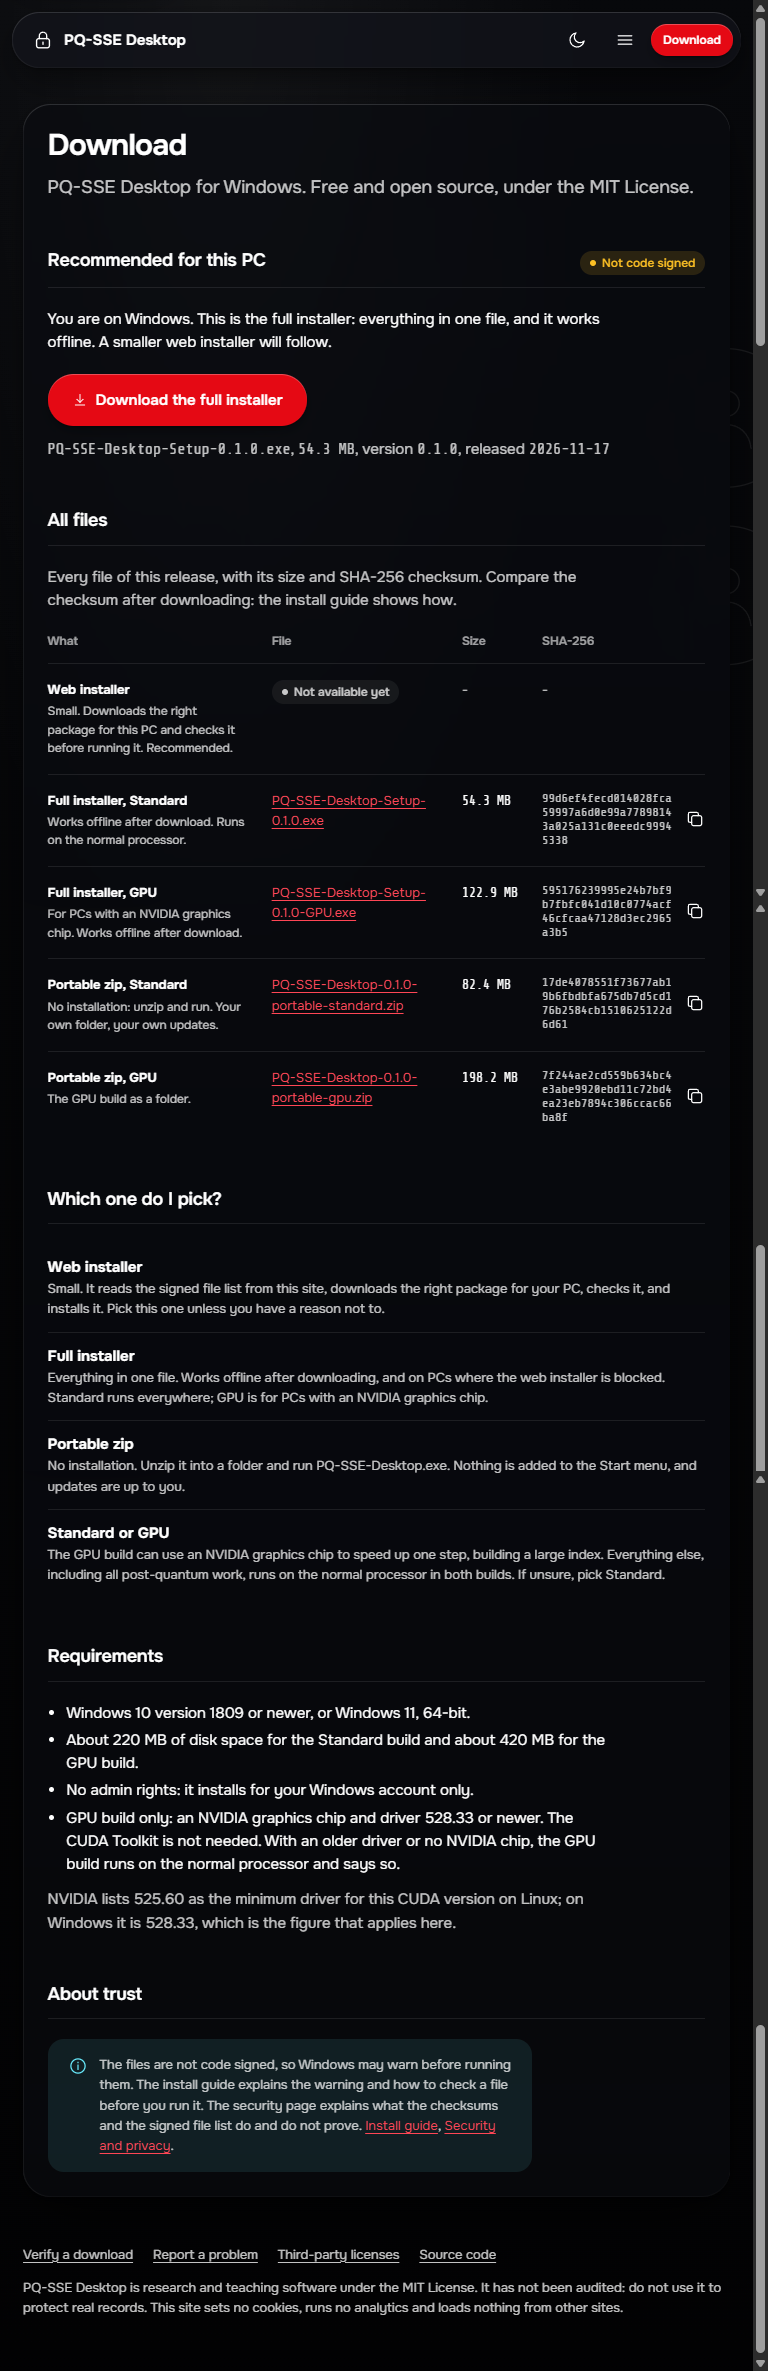 PQ-SSE Desktop
Download
Download
PQ-SSE Desktop for Windows. Free and open source, under the MIT License.
Recommended for this PC
Not code signed
You are on Windows. This is the full installer: everything in one file, and it works
offline. A smaller web installer will follow.
Download the full installer
PQ-SSE-Desktop-Setup-0.1.0.exe, 54.3 MB, version 0.1.0, released 2026-11-17
All files
Every file of this release, with its size and SHA-256 checksum. Compare the
checksum after downloading: the install guide shows how.
What File Size SHA-256
Web installer
Small. Downloads the right
package for this PC and checks it
before running it. Recommended.
Not available yet
-
-
Full installer, Standard
Works offline after download. Runs
on the normal processor.
PQ-SSE-Desktop-Setup-
0.1.0.exe
54.3 MB
99d6ef4fecd014028fca
59997a6d0e99a7789814
3a025a131c0eeedc9994
5338
Full installer, GPU
For PCs with an NVIDIA graphics
chip. Works offline after download.
PQ-SSE-Desktop-Setup-
0.1.0-GPU.exe
122.9 MB
595176239995e24b7bf9
b7fbfc041d10c0774acf
46cfcaa47128d3ec2965
a3b5
Portable zip, Standard
No installation: unzip and run. Your
own folder, your own updates.
PQ-SSE-Desktop-0.1.0-
portable-standard.zip
82.4 MB
17de4078551f73677ab1
9b6fbdbfa675db7d5cd1
76b2584cb1510625122d
6d61
Portable zip, GPU
The GPU build as a folder.
PQ-SSE-Desktop-0.1.0-
portable-gpu.zip
198.2 MB
7f244ae2cd559b634bc4
e3abe9920ebd11c72bd4
ea23eb7894c306ccac66
ba8f
Which one do I pick?
Web installer
Small. It reads the signed file list from this site, downloads the right package for your PC, checks it, and
installs it. Pick this one unless you have a reason not to.
Full installer
Everything in one file. Works offline after downloading, and on PCs where the web installer is blocked.
Standard runs everywhere; GPU is for PCs with an NVIDIA graphics chip.
Portable zip
No installation. Unzip it into a folder and run PQ-SSE-Desktop.exe. Nothing is added to the Start menu, and
updates are up to you.
Standard or GPU
The GPU build can use an NVIDIA graphics chip to speed up one step, building a large index. Everything else,
including all post-quantum work, runs on the normal processor in both builds. If unsure, pick Standard.
Requirements
• Windows 10 version 1809 or newer, or Windows 11, 64-bit.
• About 220 MB of disk space for the Standard build and about 420 MB for the
GPU build.
• No admin rights: it installs for your Windows account only.
• GPU build only: an NVIDIA graphics chip and driver 528.33 or newer. The
CUDA Toolkit is not needed. With an older driver or no NVIDIA chip, the GPU
build runs on the normal processor and says so.
NVIDIA lists 525.60 as the minimum driver for this CUDA version on Linux; on
Windows it is 528.33, which is the figure that applies here.
About trust
The files are not code signed, so Windows may warn before running
them. The install guide explains the warning and how to check a file
before you run it. The security page explains what the checksums
and the signed file list do and do not prove. Install guide, Security
and privacy.
Verify a download Report a problem Third-party licenses Source code
PQ-SSE Desktop is research and teaching software under the MIT License. It has not been audited: do not use it to
protect real records. This site sets no cookies, runs no analytics and loads nothing from other sites.